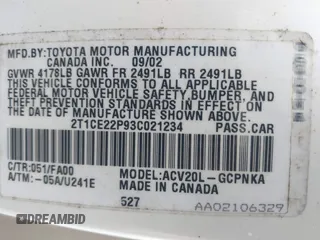 MFD.BY:TOYOTA MOTOR MANUFACTURING
CANADA INC. 09/02
GVWR 4178LB GAWR FR 2491LB RR 2491LB
THIS VEHICLE CONFORMS TO ALL APPLICABLE
FEDERAL MOTOR VEHICLE SAFETY, BUMPER, AND
THEFT PREVENTION STANDARDS IN EFFECT ON
THE DATE OF MANUFACTURE SHOWN ABOVE.
2T1CE22P93C021234 PASS.CAR
C/TR:051/FA00 MODEL:ACV20L-GCPNKA
A/TM:-05A/U241E MADE IN CANADA
527 AA02106329